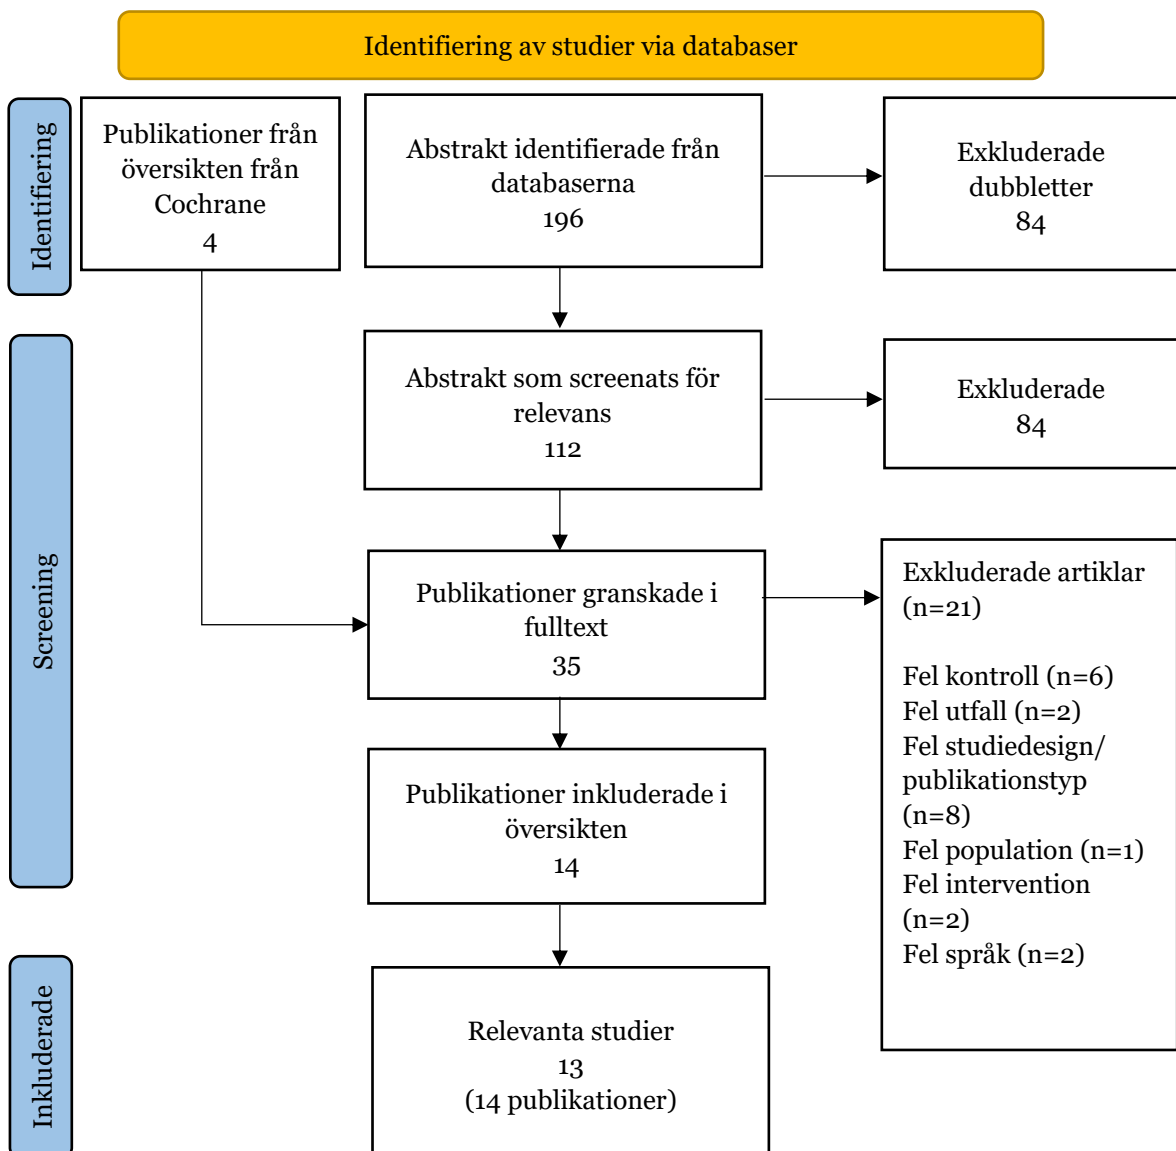 Identifiering av studier via databaser
Identifiering
Publikationer från
översikten från
Cochrane
4
Abstrakt identifierade från
databaserna
196
Exkluderade
dubbletter
84
Screening
Abstrakt som screenats för
relevans
112
Exkluderade
84
Publikationer granskade i
fulltext
35
Exkluderade artiklar
(n=21)
Fel kontroll (n=6)
Fel utfall (n=2)
Fel studiedesign/
publikationstyp
(n=8)
Fel population (n=1)
Fel intervention
(n=2)
Fel språk (n=2)
Publikationer inkluderade i
översikten
14
Inkluderade
Relevanta studier
13
(14 publikationer)